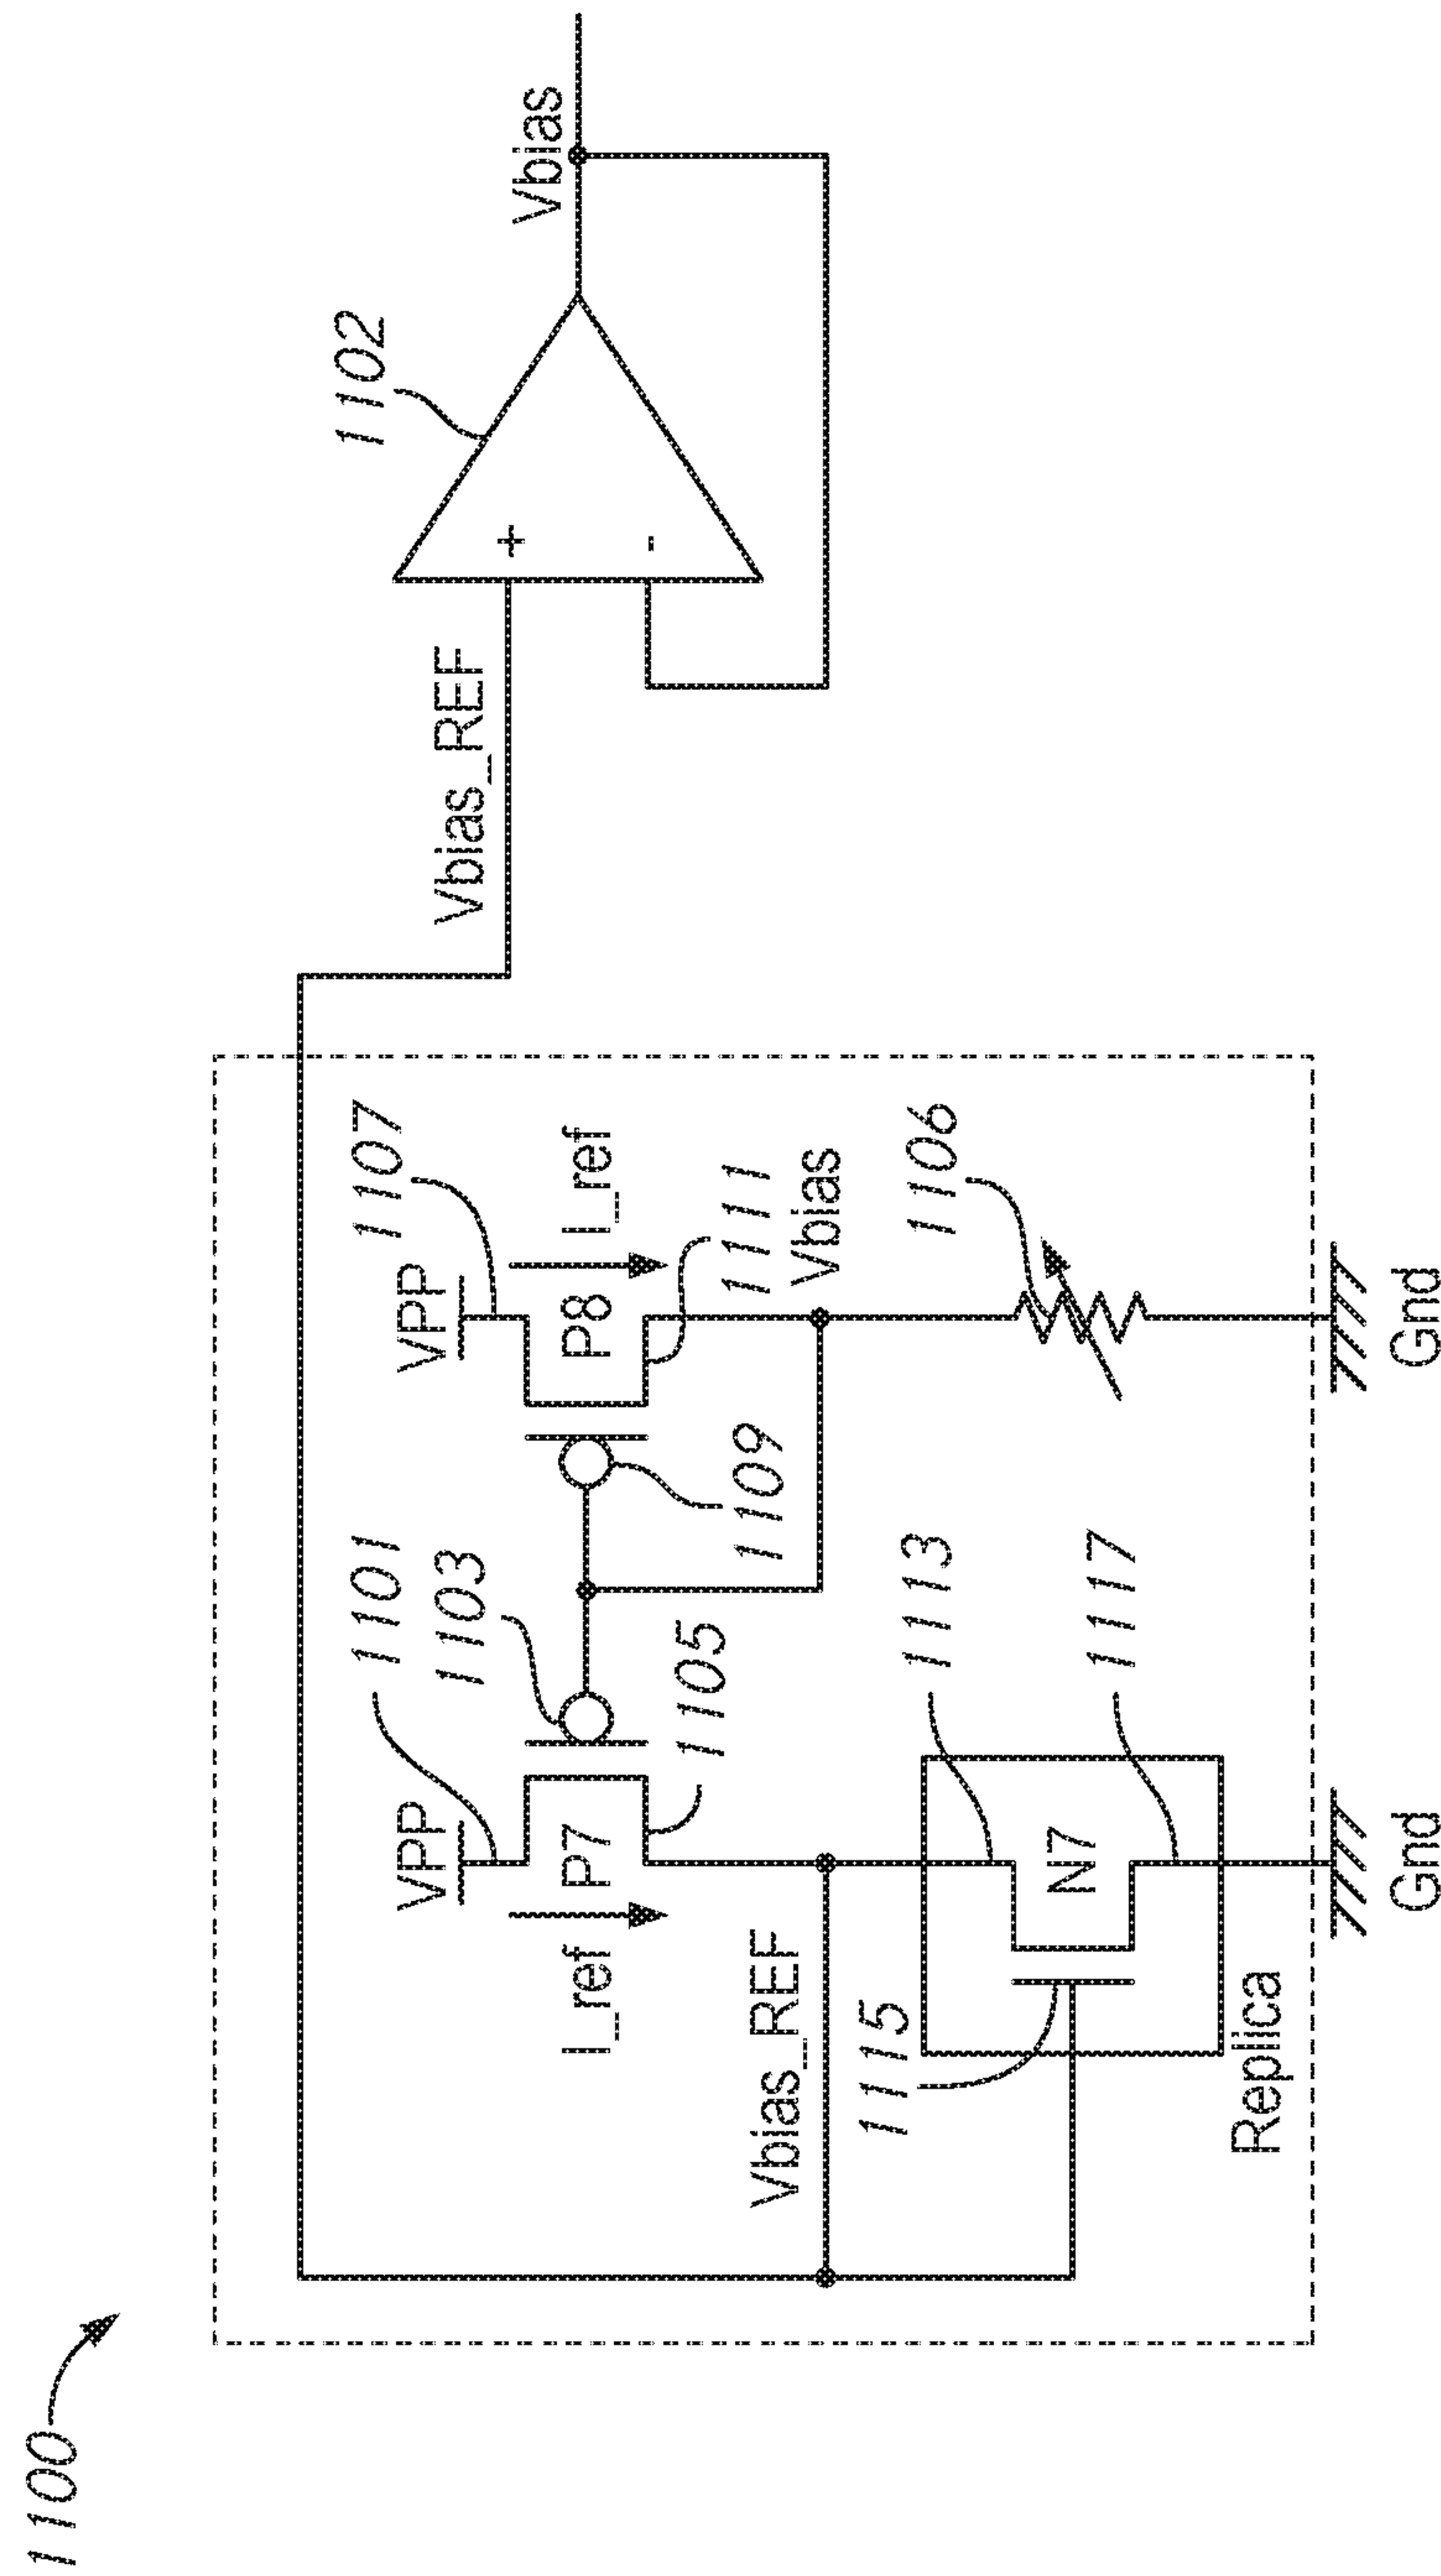 1100
VPP
1101
1103
VPP
1107
I_ref
P7
P8
I_ref
1105
1109
1111
Vbias_REF
Vbias
1115
1113
1106
N7
1117
Replica
Gnd
Gnd
Vbias_REF
1102
+
-
Vbias